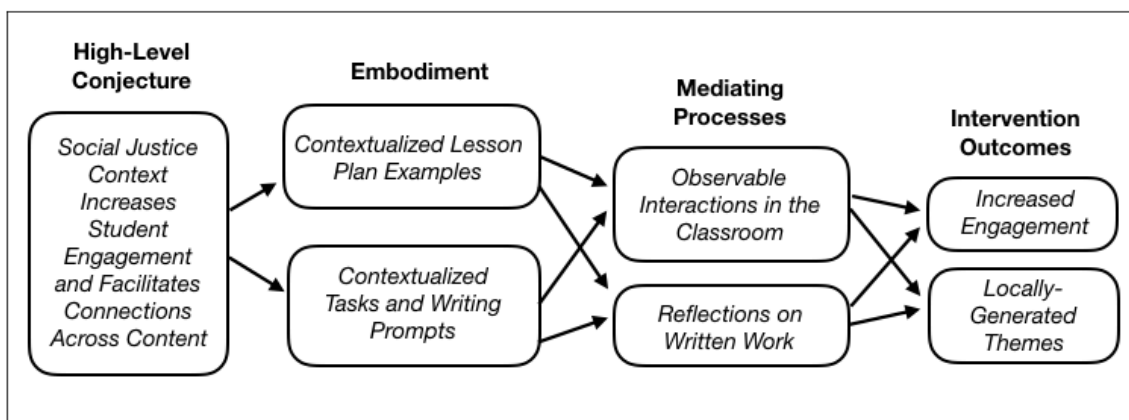 High-Level
Conjecture
Social Justice
Context
Increases
Student
Engagement
and Facilitates
Connections
Across Content
Embodiment
Contextualized Lesson
Plan Examples
Contextualized
Tasks and Writing
Prompts
Mediating
Processes
Observable
Interactions in the
Classroom
Reflections on
Written Work
Intervention
Outcomes
Increased
Engagement
Locally-
Generated
Themes